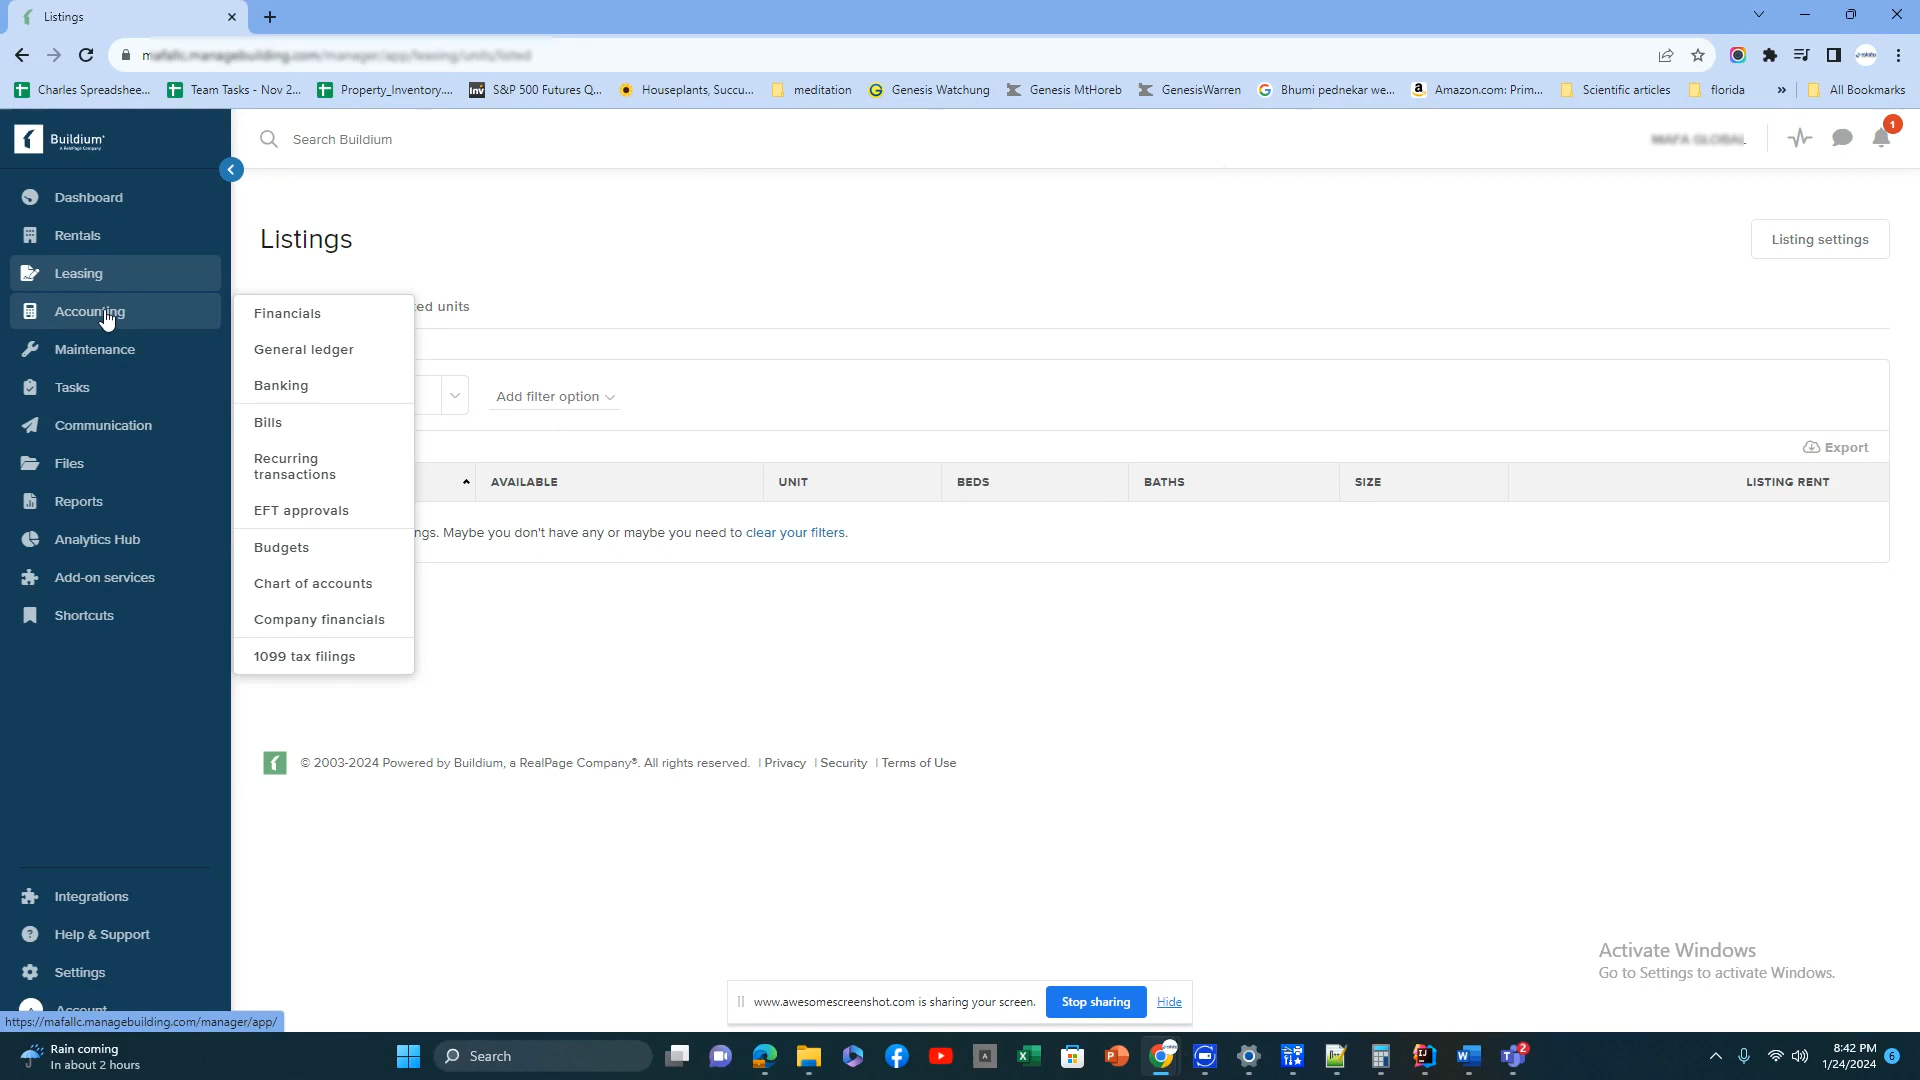 Listings
Charles Spreadshee...
Team Tasks - Nov 2...
Property_Inventory....
S&P 500 Futures Q...
Houseplants, Succu...
meditation
Genesis Watchung
Genesis MtHoreb
GenesisWarren
Bhumi pednekar we...
Amazon.com: Prim...
Scientific articles
florida
»
All Bookmarks
Buildium
A RealPage Company
Search Buildium
1
Dashboard
Rentals
Leasing
Accounting
Maintenance
Tasks
Communication
Files
Reports
Analytics Hub
Add-on services
Shortcuts
Integrations
Help & Support
Settings
Account
Listings
Listing settings
ted units
Financials
General ledger
Banking
Bills
Recurring
transactions
EFT approvals
Budgets
Chart of accounts
Company financials
1099 tax filings
Add filter option
Export
AVAILABLE
UNIT
BEDS
BATHS
SIZE
LISTING RENT
ngs. Maybe you don't have any or maybe you need to clear your filters.
© 2003-2024 Powered by Buildium, a RealPage Company®. All rights reserved. | Privacy | Security | Terms of Use
Activate Windows
Go to Settings to activate Windows.
www.awesomescreenshot.com is sharing your screen.
Stop sharing
Hide
https://mafallc.managebuilding.com/manager/app/
Rain coming
In about 2 hours
Search
2
8:42 PM
1/24/2024
6